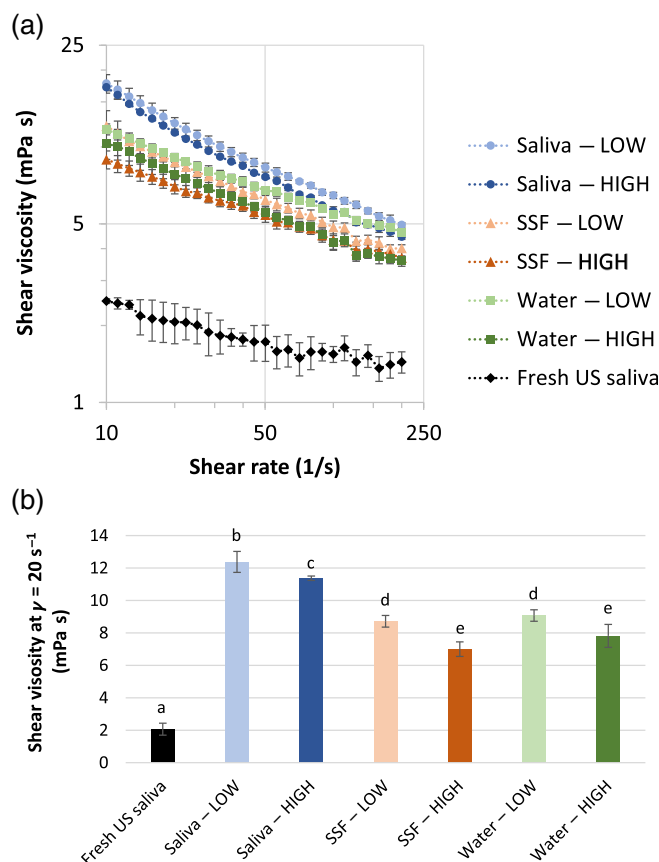 (a)
25
5
1
10
50
250
Shear viscosity (mPa s)
Shear rate (1/s)
Saliva – LOW
Saliva – HIGH
SSF – LOW
SSF – HIGH
Water – LOW
Water – HIGH
Fresh US saliva
(b)
Shear visosity at γ = 20 s⁻¹
(mPa s)
14
12
10
8
6
4
2
0
a
b
c
d
e
d
e
Fresh US saliva
Saliva – LOW
Saliva – HIGH
SSF – LOW
SSF – HIGH
Water – LOW
Water – HIGH